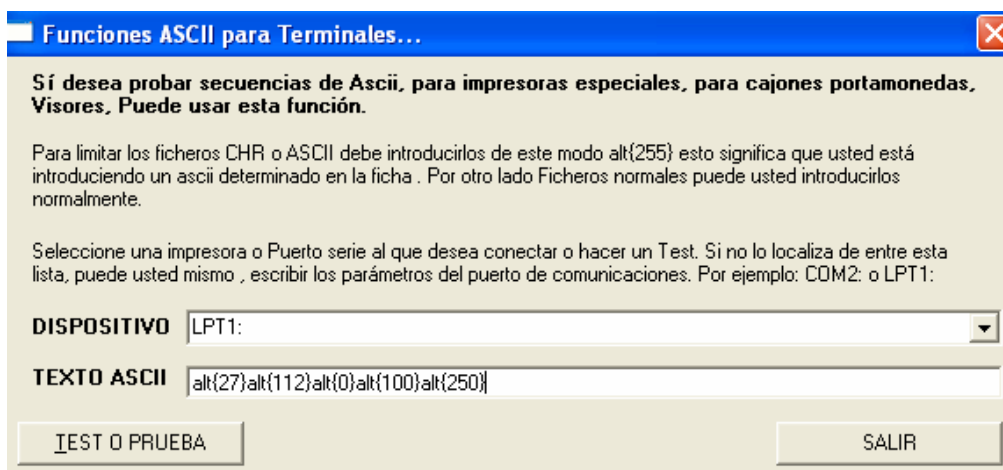 Funciones ASCII para Terminales...
Sí desea probar secuencias de Ascii, para impresoras especiales, para cajones portamonedas,
Visores, Puede usar esta función.
Para limitar los ficheros CHR o ASCII debe introducirlos de este modo alt{255} esto significa que usted está
introduciendo un ascii determinado en la ficha . Por otro lado Ficheros normales puede usted introducirlos
normalmente.
Seleccione una impresora o Puerto serie al que desea conectar o hacer un Test. Si no lo localiza de entre esta
lista, puede usted mismo , escribir los parámetros del puerto de comunicaciones. Por ejemplo: COM2: o LPT1:
DISPOSITIVO LPT1:
TEXTO ASCII alt{27}alt{112}alt{0}alt{100}alt{250}
TEST O PRUEBA SALIR